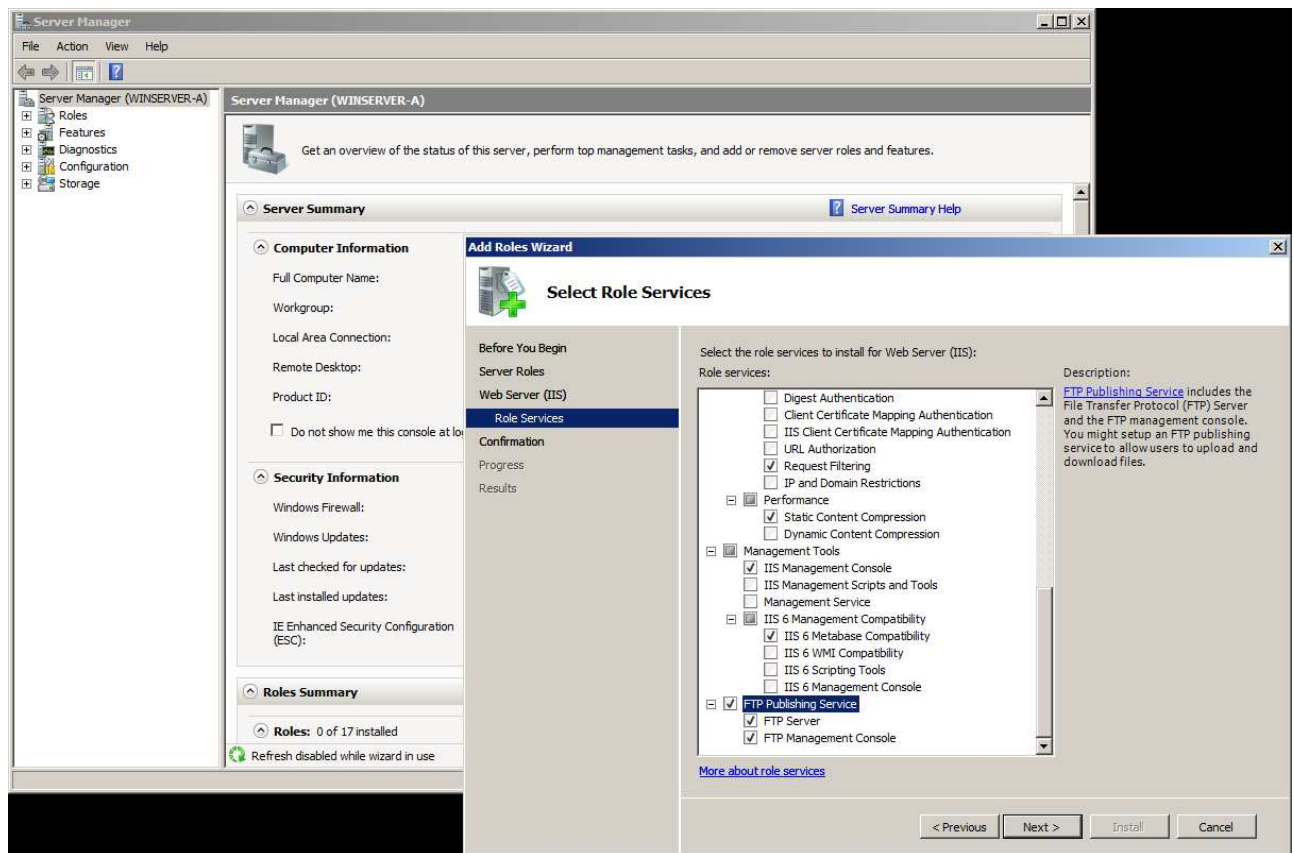 Server Manager
File Action View Help
Server Manager (WINSERVER-A)
Roles
Features
Diagnostics
Configuration
Storage
Server Manager (WINSERVER-A)
Get an overview of the status of this server, perform top management tasks, and add or remove server roles and features.
Server Summary
Server Summary Help
Computer Information
Full Computer Name:
Workgroup:
Local Area Connection:
Remote Desktop:
Product ID:
Do not show me this console at lo
Security Information
Windows Firewall:
Windows Updates:
Last checked for updates:
Last installed updates:
IE Enhanced Security Configuration
(ESC):
Roles Summary
Roles: 0 of 17 installed
Refresh disabled while wizard in use
Add Roles Wizard
Select Role Services
Before You Begin
Server Roles
Web Server (IIS)
Role Services
Confirmation
Progress
Results
Select the role services to install for Web Server (IIS):
Role services:
Digest Authentication
Client Certificate Mapping Authentication
IIS Client Certificate Mapping Authentication
URL Authorization
Request Filtering
IP and Domain Restrictions
Performance
Static Content Compression
Dynamic Content Compression
Management Tools
IIS Management Console
IIS Management Scripts and Tools
Management Service
IIS 6 Management Compatibility
IIS 6 Metabase Compatibility
IIS 6 WMI Compatibility
IIS 6 Scripting Tools
IIS 6 Management Console
FTP Publishing Service
FTP Server
FTP Management Console
More about role services
Description:
FTP Publishing Service includes the
File Transfer Protocol (FTP) Server
and the FTP management console.
You might setup an FTP publishing
service to allow users to upload and
download files.
< Previous
Next >
Install
Cancel